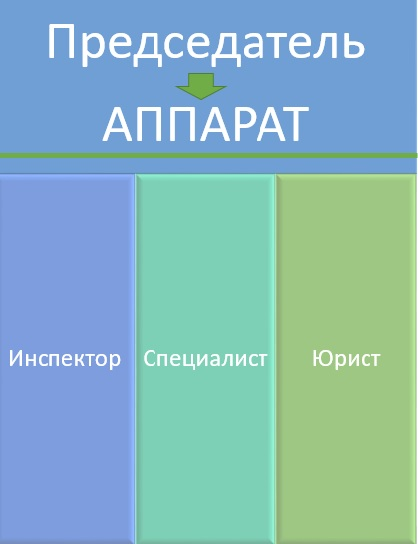 Председатель
АППАРАТ
Инспектор
Специалист
Юрист